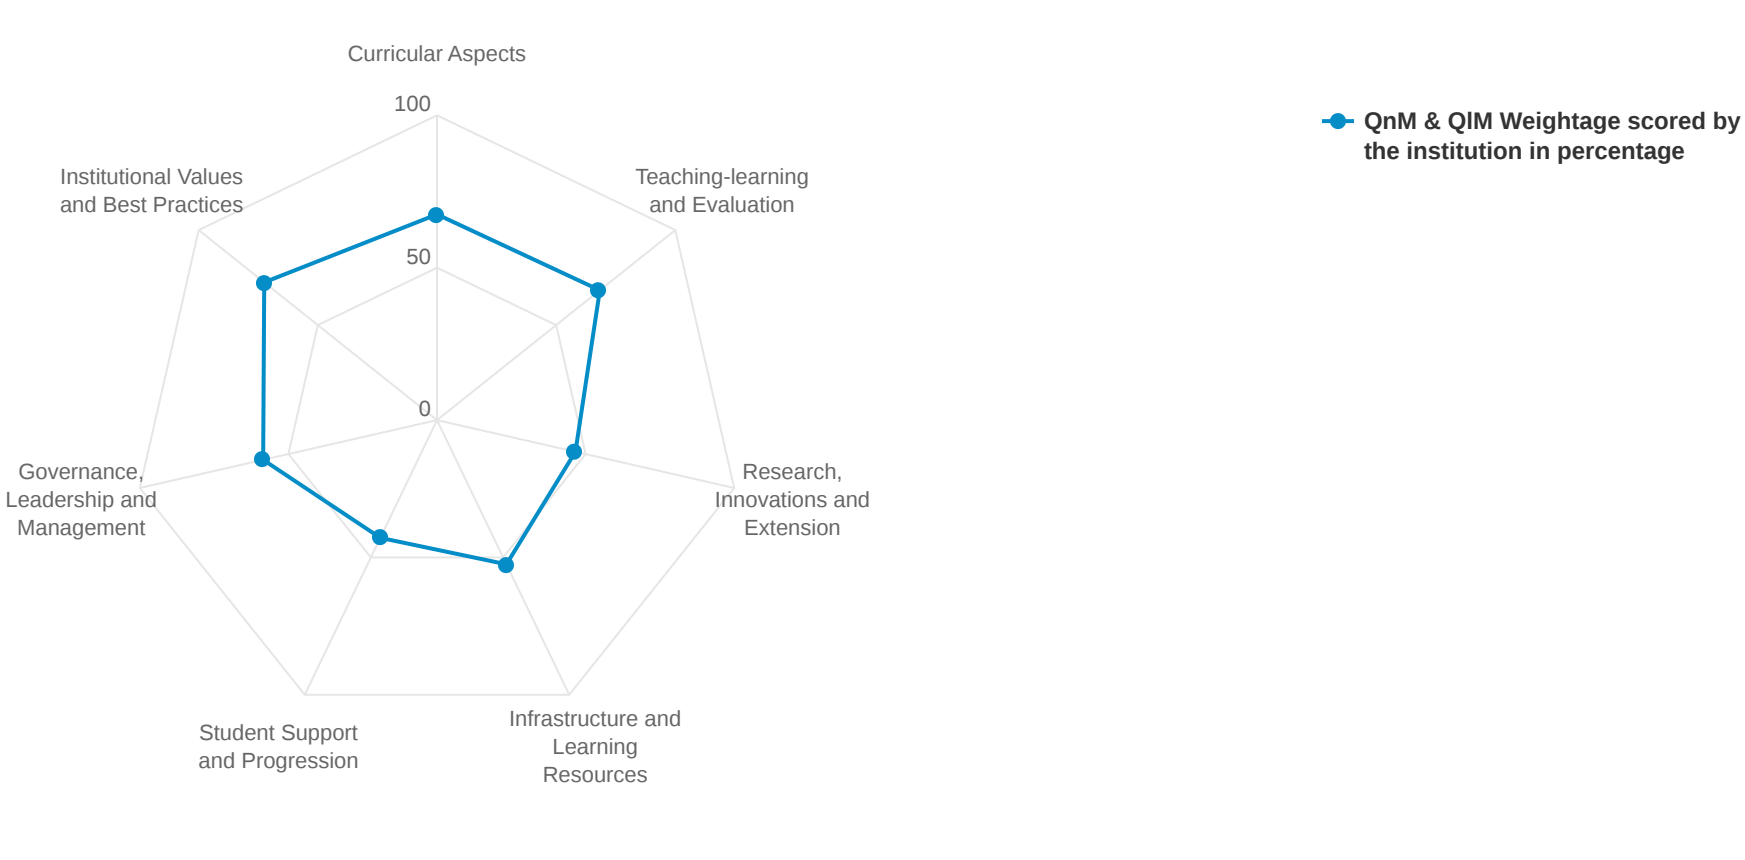 Curricular Aspects
100
QnM & QlM Weightage scored by
the institution in percentage
Institutional Values
and Best Practices
Teaching-learning
and Evaluation
50
0
Governance,
Leadership and
Management
Research,
Innovations and
Extension
Student Support
and Progression
Infrastructure and
Learning
Resources